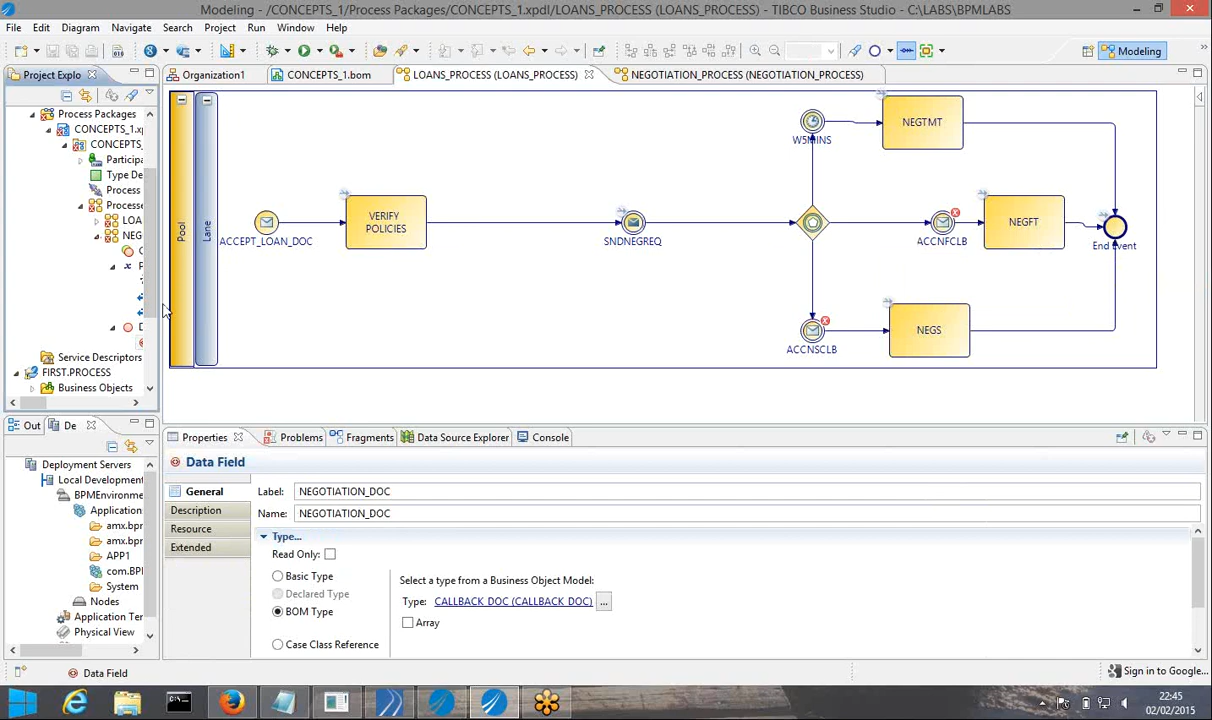 Modeling - /CONCEPTS_1/Process Packages/CONCEPTS_1.xpdl/LOANS_PROCESS (LOANS_PROCESS) - TIBCO Business Studio - C:\LABS\BPMLABS
File Edit Diagram Navigate Search Project Run Window Help
Modeling
Project Explo
Organization1
CONCEPTS_1.bom
LOANS_PROCESS (LOANS_PROCESS)
NEGOTIATION_PROCESS (NEGOTIATION_PROCESS)
Process Packages
CONCEPTS_1.xp
CONCEPTS_
Participa
Type De
Process
Processe
LOA
NEG
Service Descriptors
FIRST.PROCESS
Business Objects
Pool
Lane
ACCEPT_LOAN_DOC
VERIFY
POLICIES
SNDNEGREQ
W5MINS
NEGTMT
ACCNFCLB
NEGFT
End Event
ACCNSCLB
NEGS
Out
De
Deployment Servers
Local Development
BPMEnvironme
Application
amx.bpr
amx.bpr
APP1
com.BPI
System
Nodes
Application Ter
Physical View
Properties
Problems
Fragments
Data Source Explorer
Console
Data Field
General
Description
Resource
Extended
Label: NEGOTIATION_DOC
Name: NEGOTIATION_DOC
Type...
Read Only:
Basic Type
Declared Type
BOM Type
Case Class Reference
Select a type from a Business Object Model:
Type: CALLBACK_DOC (CALLBACK_DOC) ...
Array
Data Field
Sign in to Google...
22:45
02/02/2015